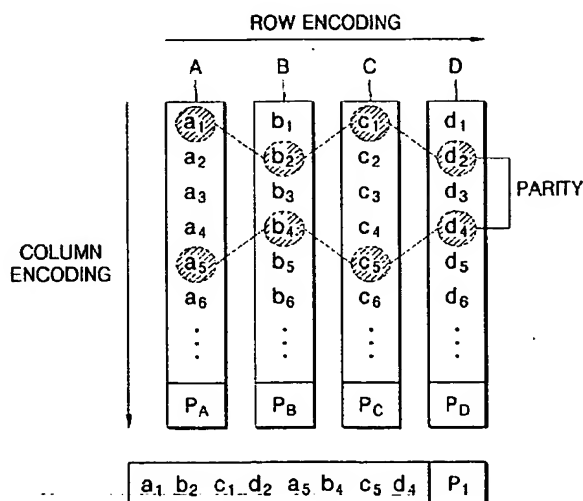 ROW ENCODING
A B C D
a1 b1 c1 d1
a2 b2 c2 d2
a3 b3 c3 d3
PARITY
a4 b4 c4 d4
COLUMN
ENCODING
a5 b5 c5 d5
a6 b6 c6 d6
PA PB PC PD
a1 b2 c1 d2 a5 b4 c5 d4 P1